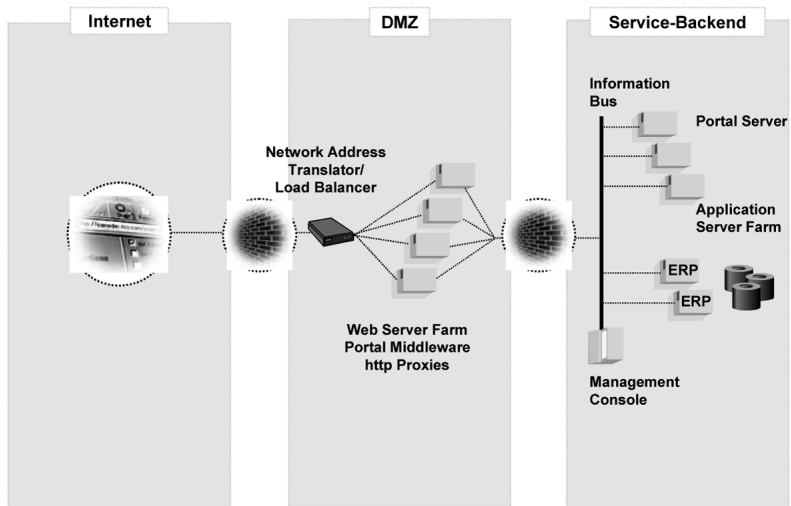 Internet
DMZ
Service-Backend
Information
Bus
Portal Server
Network Address
Translator/
Load Balancer
Application
Server Farm
ERP
ERP
Web Server Farm
Portal Middleware
http Proxies
Management
Console